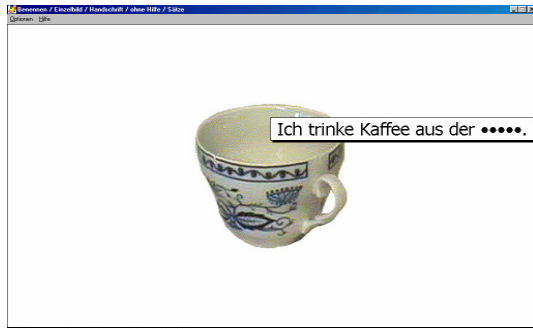 Benennen / Einzelbild / Handschrift / ohne Hilfe / Sätze
Optionen Hilfe
Ich trinke Kaffee aus der •••••.